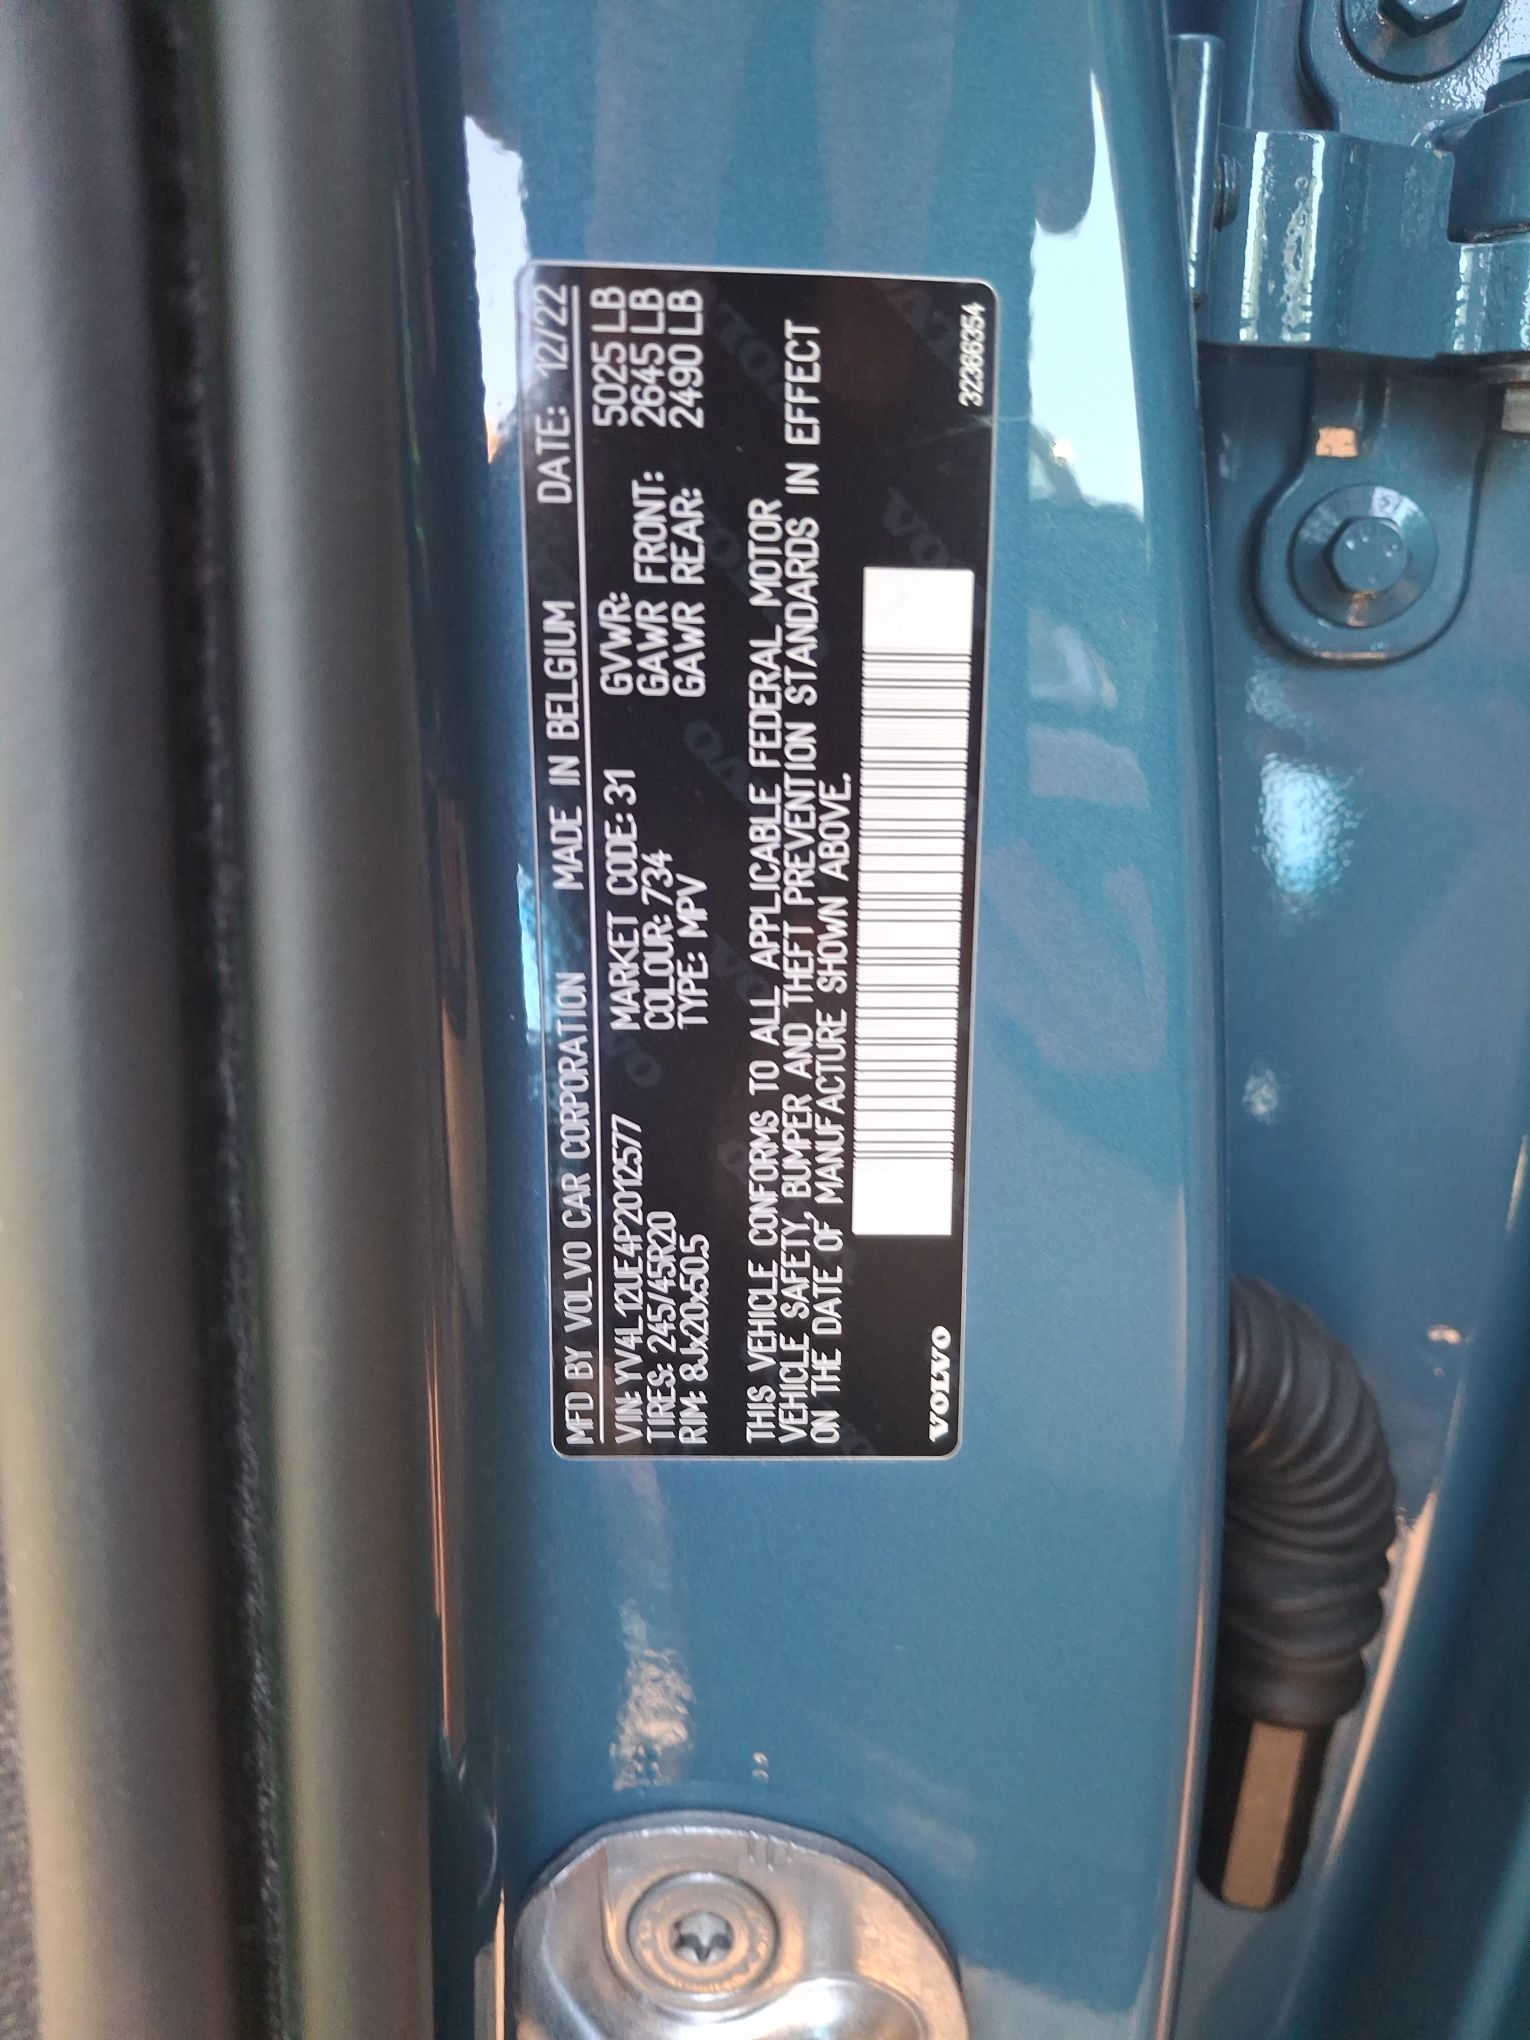 MFD BY VOLVO CAR CORPORATION MADE IN BELGIUM DATE: 12/22
VIN: YV4L12UE4P2012577 MARKET CODE: 31 GVWR: 5025 LB
TIRES: 245/45R20 COLOUR: 734 GAWR FRONT: 2645 LB
RIM: 8Jx20x50.5 TYPE: MPV GAWR REAR: 2490 LB
THIS VEHICLE CONFORMS TO ALL APPLICABLE FEDERAL MOTOR
VEHICLE SAFETY, BUMPER AND THEFT PREVENTION STANDARDS IN EFFECT
ON THE DATE OF MANUFACTURE SHOWN ABOVE.
VOLVO 32366354